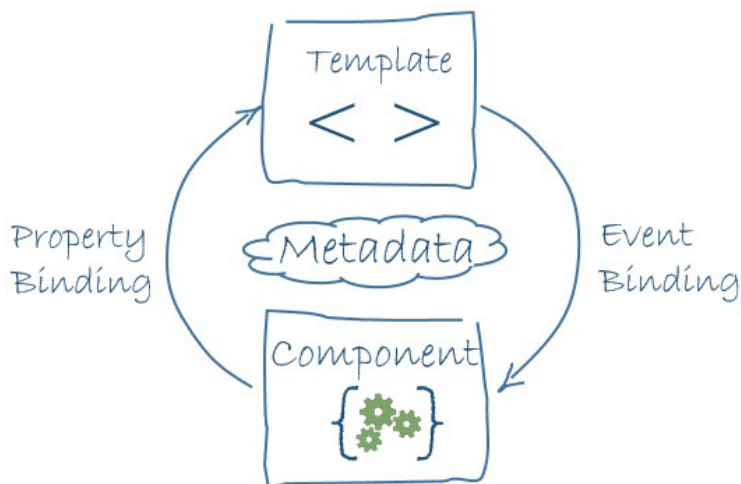 Template
< >
Property
Binding
Metadata
Event
Binding
Component
{ }